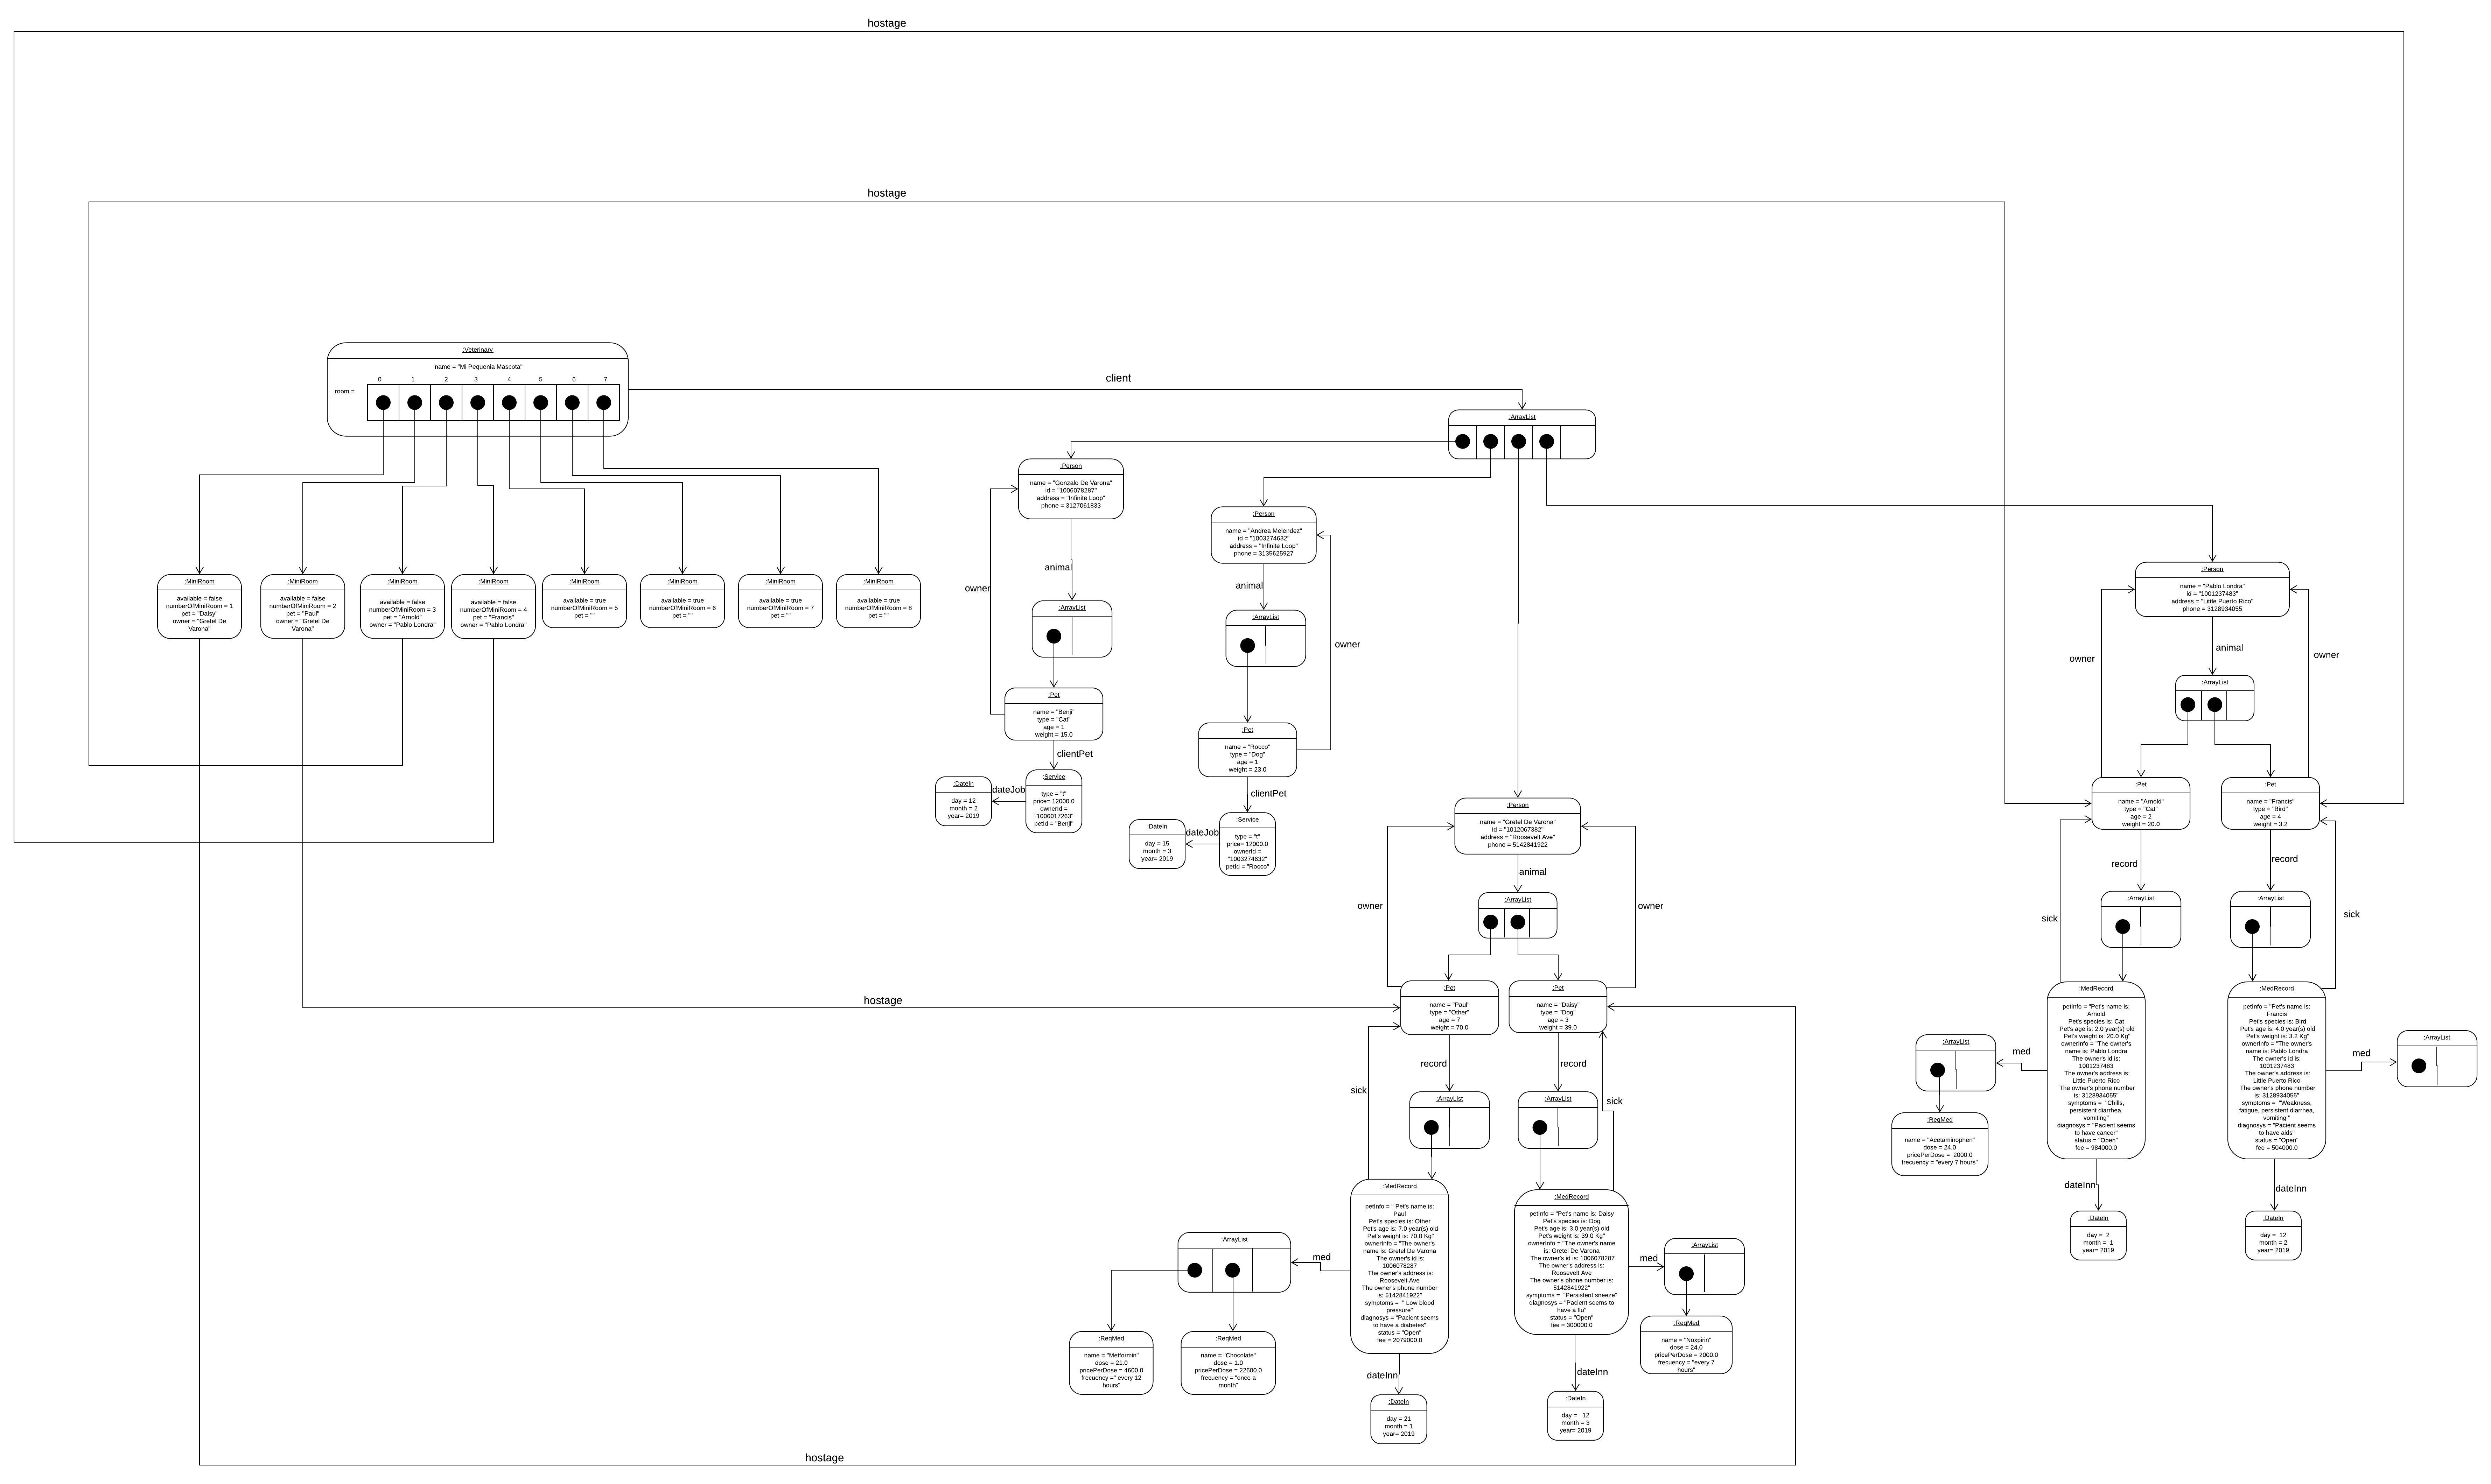 hostage
hostage
:Veterinary
name = "Mi Pequenia Mascota"
0 1 2 3 4 5 6 7
room =
client
:ArrayList
:Person
name = "Gonzalo De Varona"
id = "1006078287"
address = "Infinite Loop"
phone = 3127061833
:Person
name = "Andrea Melendez"
id = "1003274632"
address = "Infinite Loop"
phone = 3135625927
:Person
name = "Pablo Londra"
id = "1001237483"
address = "Little Puerto Rico"
phone = 3128934055
:MiniRoom
available = false
numberOfMiniRoom = 1
pet = "Daisy"
owner = "Gretel De
Varona"
:MiniRoom
available = false
numberOfMiniRoom = 2
pet = "Paul"
owner = "Gretel De
Varona"
:MiniRoom
available = false
numberOfMiniRoom = 3
pet = "Arnold"
owner = "Pablo Londra"
:MiniRoom
available = false
numberOfMiniRoom = 4
pet = "Francis"
owner = "Pablo Londra"
:MiniRoom
available = true
numberOfMiniRoom = 5
pet = ""
:MiniRoom
available = true
numberOfMiniRoom = 6
pet = ""
:MiniRoom
available = true
numberOfMiniRoom = 7
pet = ""
:MiniRoom
available = true
numberOfMiniRoom = 8
pet = ""
owner
animal
:ArrayList
:Pet
name = "Benji"
type = "Cat"
age = 1
weight = 15.0
clientPet
:DateIn
day = 12
month = 2
year= 2019
dateJob
:Service
type = "t"
price= 12000.0
ownerId =
"1006017263"
petId = "Benji"
animal
:ArrayList
owner
:Pet
name = "Rocco"
type = "Dog"
age = 1
weight = 23.0
clientPet
:DateIn
day = 15
month = 3
year= 2019
dateJob
:Service
type = "t"
price= 12000.0
ownerId =
"1003274632"
petId = "Rocco"
:Person
name = "Gretel De Varona"
id = "1012067382"
address = "Roosevelt Ave"
phone = 5142841922
animal
owner
:ArrayList
owner
hostage
:Pet
name = "Paul"
type = "Other"
age = 7
weight = 70.0
:Pet
name = "Daisy"
type = "Dog"
age = 3
weight = 39.0
record
record
sick
sick
:ArrayList
:ArrayList
:MedRecord
petInfo = " Pet's name is:
Paul
Pet's species is: Other
Pet's age is: 7.0 year(s) old
Pet's weight is: 70.0 Kg"
ownerInfo = "The owner's
name is: Gretel De Varona
The owner's id is:
1006078287
The owner's address is:
Roosevelt Ave
The owner's phone number
is: 5142841922"
symptoms = " Low blood
pressure"
diagnosys = "Pacient seems
to have a diabetes"
status = "Open"
fee = 2079000.0
:MedRecord
petInfo = "Pet's name is: Daisy
Pet's species is: Dog
Pet's age is: 3.0 year(s) old
Pet's weight is: 39.0 Kg"
ownerInfo = "The owner's name
is: Gretel De Varona
The owner's id is: 1006078287
The owner's address is:
Roosevelt Ave
The owner's phone number is:
5142841922"
symptoms = "Persistent sneeze"
diagnosys = "Pacient seems to
have a flu"
status = "Open"
fee = 300000.0
med
:ArrayList
med
:ArrayList
:ReqMed
name = "Metformin"
dose = 21.0
pricePerDose = 4600.0
frecuency =" every 12
hours"
:ReqMed
name = "Chocolate"
dose = 1.0
pricePerDose = 22600.0
frecuency = "once a
month"
:ReqMed
name = "Noxpirin"
dose = 24.0
pricePerDose = 2000.0
frecuency = "every 7
hours"
dateInn
:DateIn
day = 21
month = 1
year= 2019
dateInn
:DateIn
day = 12
month = 3
year= 2019
hostage
owner
animal
owner
:ArrayList
:Pet
name = "Arnold"
type = "Cat"
age = 2
weight = 20.0
:Pet
name = "Francis"
type = "Bird"
age = 4
weight = 3.2
record
record
sick
sick
:ArrayList
:ArrayList
:MedRecord
petInfo = "Pet's name is:
Arnold
Pet's species is: Cat
Pet's age is: 2.0 year(s) old
Pet's weight is: 20.0 Kg"
ownerInfo = "The owner's
name is: Pablo Londra
The owner's id is:
1001237483
The owner's address is:
Little Puerto Rico
The owner's phone number
is: 3128934055"
symptoms = "Chills,
persistent diarrhea,
vomiting"
diagnosys = "Pacient seems
to have cancer"
status = "Open"
fee = 984000.0
:MedRecord
petInfo = "Pet's name is:
Francis
Pet's species is: Bird
Pet's age is: 4.0 year(s) old
Pet's weight is: 3.2 Kg"
ownerInfo = "The owner's
name is: Pablo Londra
The owner's id is:
1001237483
The owner's address is:
Little Puerto Rico
The owner's phone number
is: 3128934055"
symptoms = "Weakness,
fatigue, persistent diarrhea,
vomiting "
diagnosys = "Pacient seems
to have aids"
status = "Open"
fee = 504000.0
med
:ArrayList
med
:ArrayList
:ReqMed
name = "Acetaminophen"
dose = 24.0
pricePerDose = 2000.0
frecuency = "every 7 hours"
dateInn
:DateIn
day = 2
month = 1
year= 2019
dateInn
:DateIn
day = 12
month = 2
year= 2019